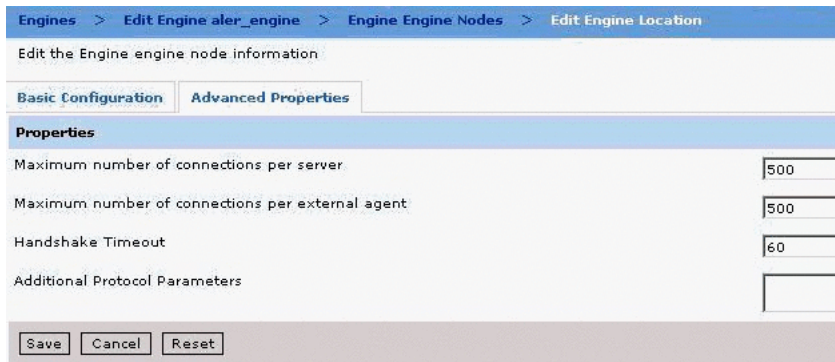 Engines > Edit Engine aler_engine > Engine Engine Nodes > Edit Engine Location
Edit the Engine engine node information
Basic Configuration Advanced Properties
Properties
Maximum number of connections per server 500
Maximum number of connections per external agent 500
Handshake Timeout 60
Additional Protocol Parameters
Save Cancel Reset